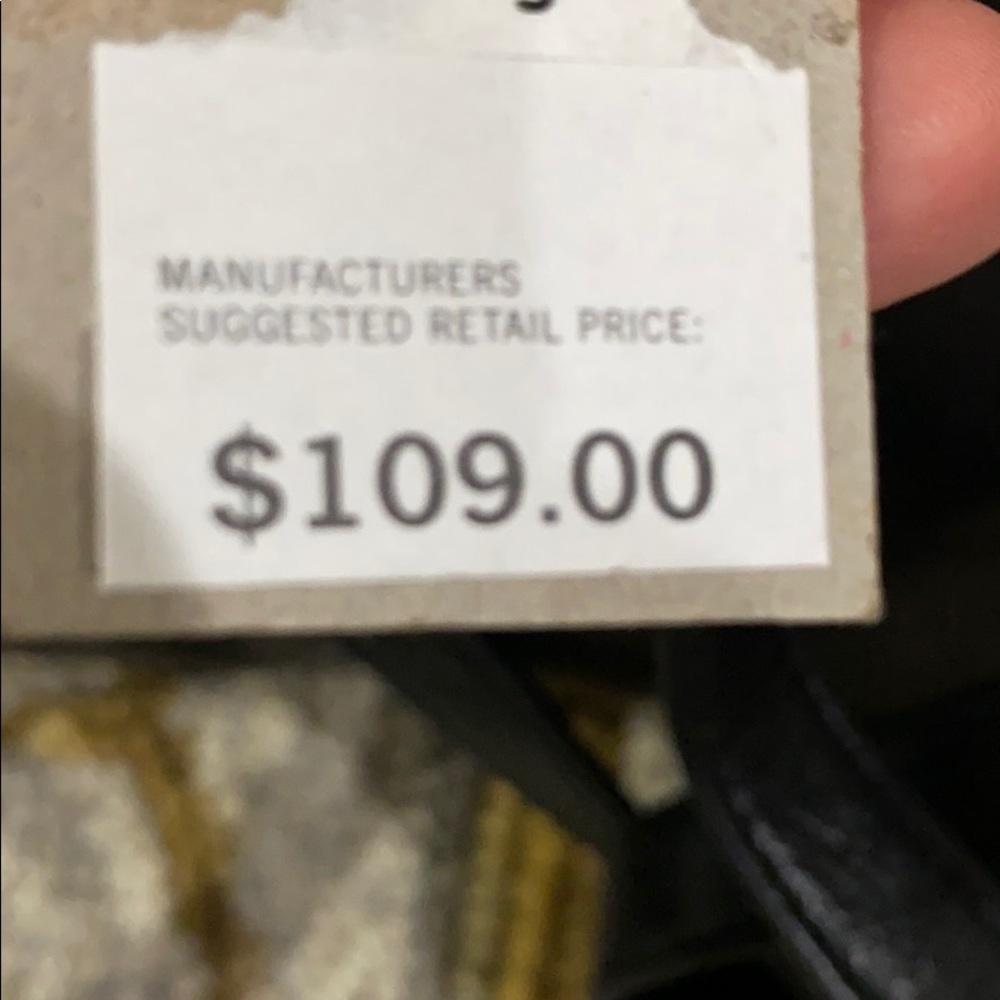 MANUFACTURERS
SUGGESTED RETAIL PRICE:
$109.00